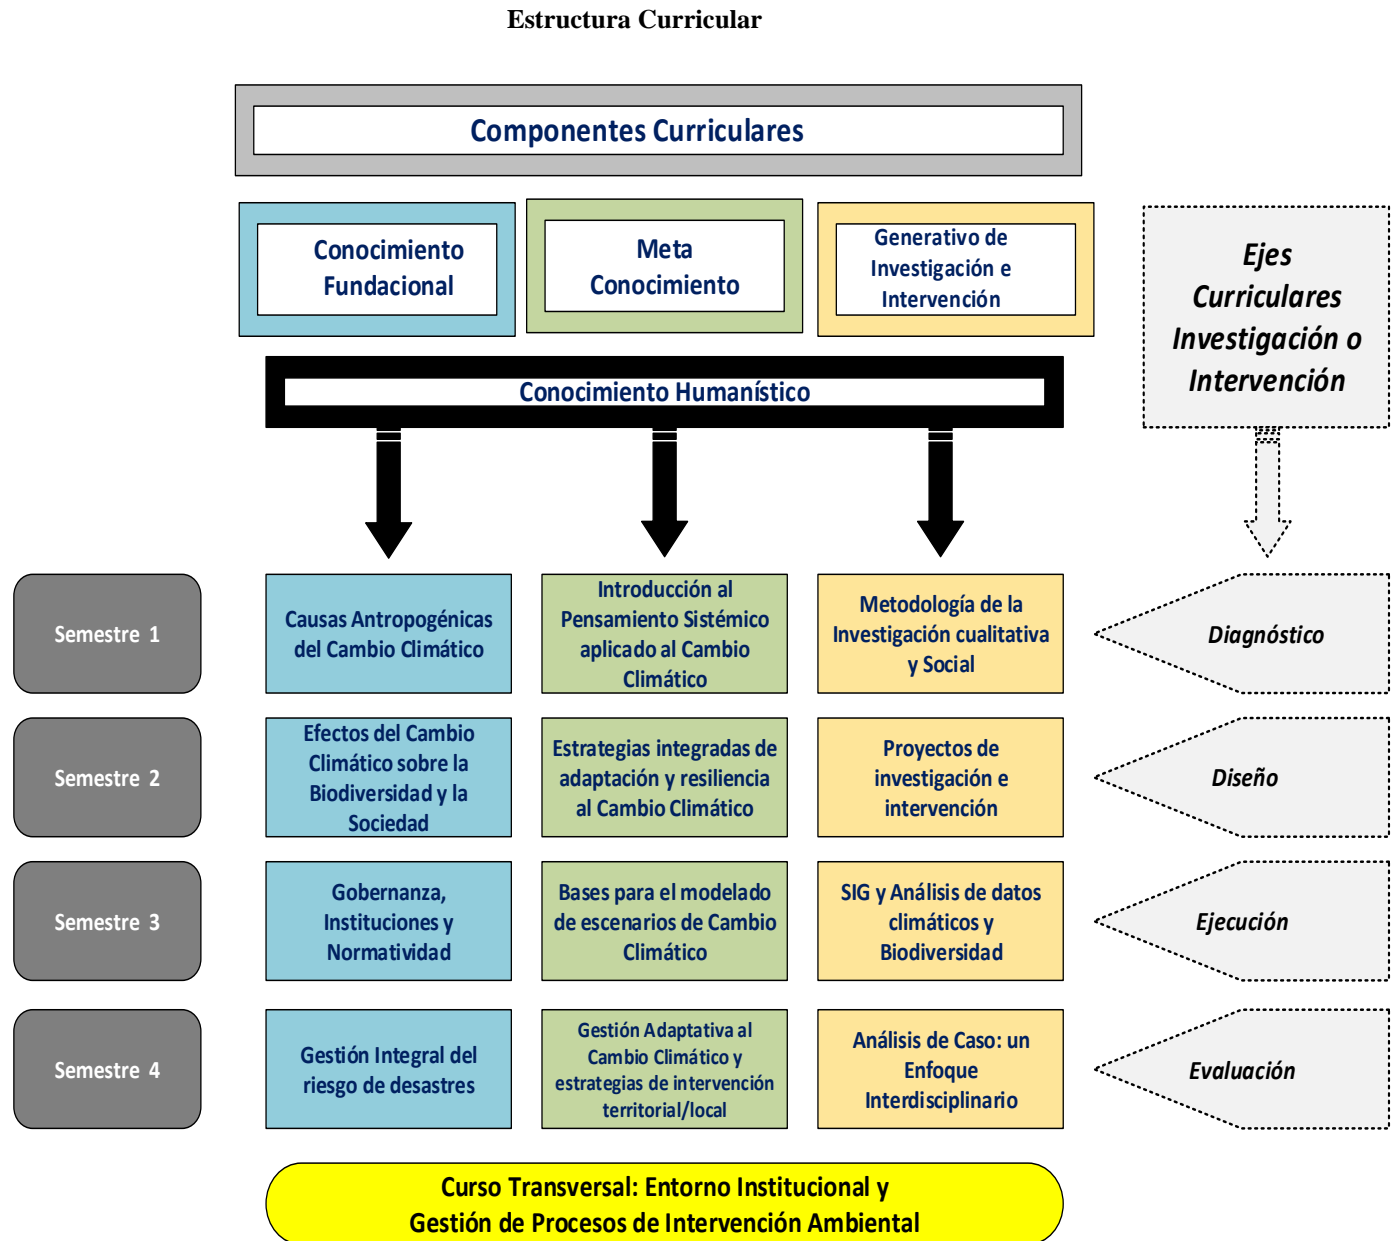 Estructura Curricular
Componentes Curriculares
Conocimiento
Fundacional
Meta
Conocimiento
Generativo de
Investigación e
Intervención
Ejes
Curriculares
Investigación o
Intervención
Conocimiento Humanístico
Semestre 1
Causas Antropogénicas
del Cambio Climático
Introducción al
Pensamiento Sistémico
aplicado al Cambio
Climático
Metodología de la
Investigación cualitativa
y Social
Diagnóstico
Semestre 2
Efectos del Cambio
Climático sobre la
Biodiversidad y la
Sociedad
Estrategias integradas de
adaptación y resiliencia
al Cambio Climático
Proyectos de
investigación e
intervención
Diseño
Semestre 3
Gobernanza,
Instituciones y
Normatividad
Bases para el modelado
de escenarios de Cambio
Climático
SIG y Análisis de datos
climáticos y
Biodiversidad
Ejecución
Semestre 4
Gestión Integral del
riesgo de desastres
Gestión Adaptativa al
Cambio Climático y
estrategias de intervención
territorial/local
Análisis de Caso: un
Enfoque
Interdisciplinario
Evaluación
Curso Transversal: Entorno Institucional y
Gestión de Procesos de Intervención Ambiental